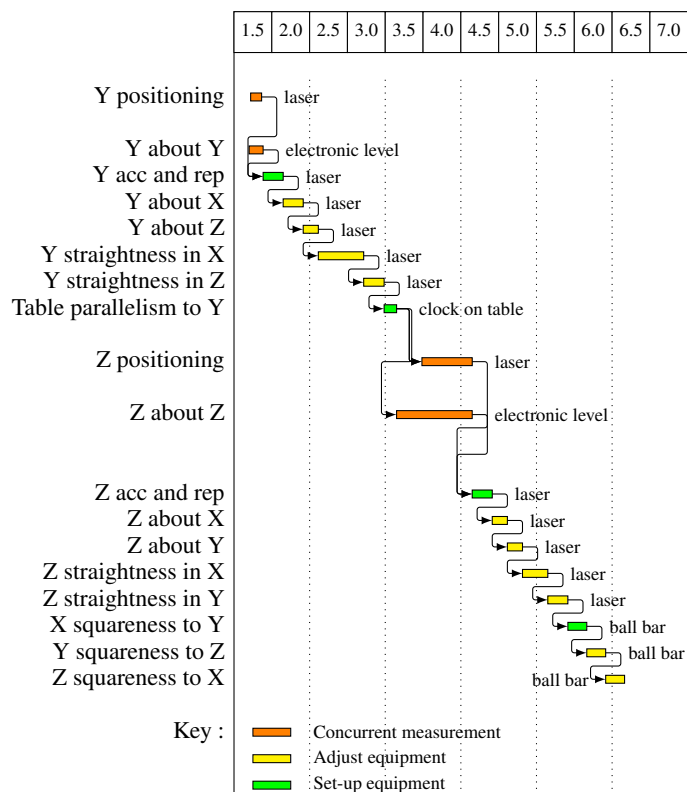 1.5 2.0 2.5 3.0 3.5 4.0 4.5 5.0 5.5 6.0 6.5 7.0
Y positioning laser
Y about Y electronic level
Y acc and rep laser
Y about X laser
Y about Z laser
Y straightness in X laser
Y straightness in Z laser
Table parallelism to Y clock on table
Z positioning laser
Z about Z electronic level
Z acc and rep laser
Z about X laser
Z about Y laser
Z straightness in X laser
Z straightness in Y laser
X squareness to Y ball bar
Y squareness to Z ball bar
Z squareness to X ball bar
Key : Concurrent measurement
Adjust equipment
Set-up equipment